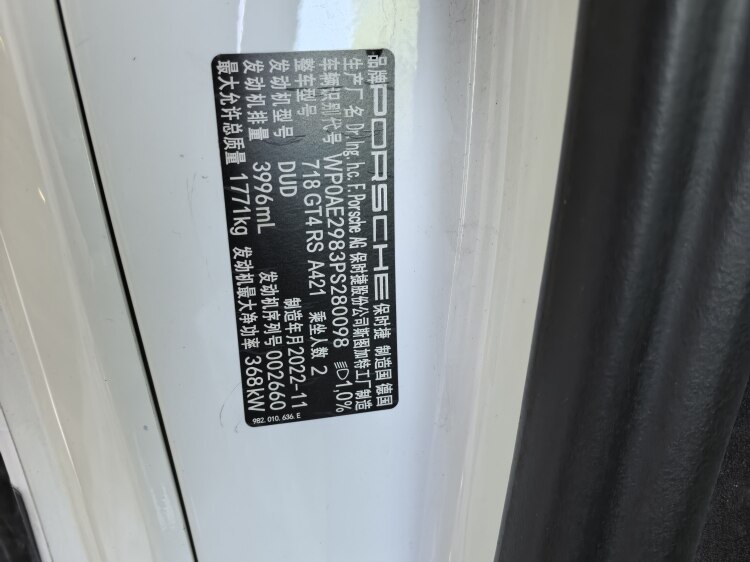 品牌 PORSCHE 保时捷 制造国 德国
生产厂名 Dr. Ing. h.c. F. Porsche AG 保时捷股份公司斯图加特工厂制造
车辆识别代号 WP0AE2983PS280098 1,0%
整车型号 718 GT4 RS A421 乘坐人数 2
发动机型号 DUD 制造年月 2022-11
发动机排量 3996mL 发动机序列号 002660
最大允许总质量 1771kg 发动机最大净功率 368kW
982.010.636.E